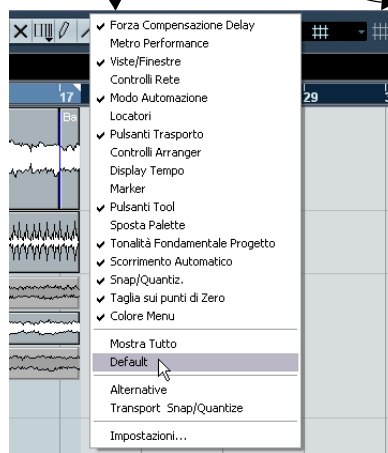 Forza Compensazione Delay
Metro Performance
Viste/Finestre
Controlli Rete
Modo Automazione
Locatori
Pulsanti Trasporto
Controlli Arranger
Display Tempo
Marker
Pulsanti Tool
Sposta Palette
Tonalità Fondamentale Progetto
Scorrimento Automatico
Snap/Quantiz.
Taglia sui punti di Zero
Colore Menu
Mostra Tutto
Default
Alternative
Transport Snap/Quantize
Impostazioni...
17
29
Ba